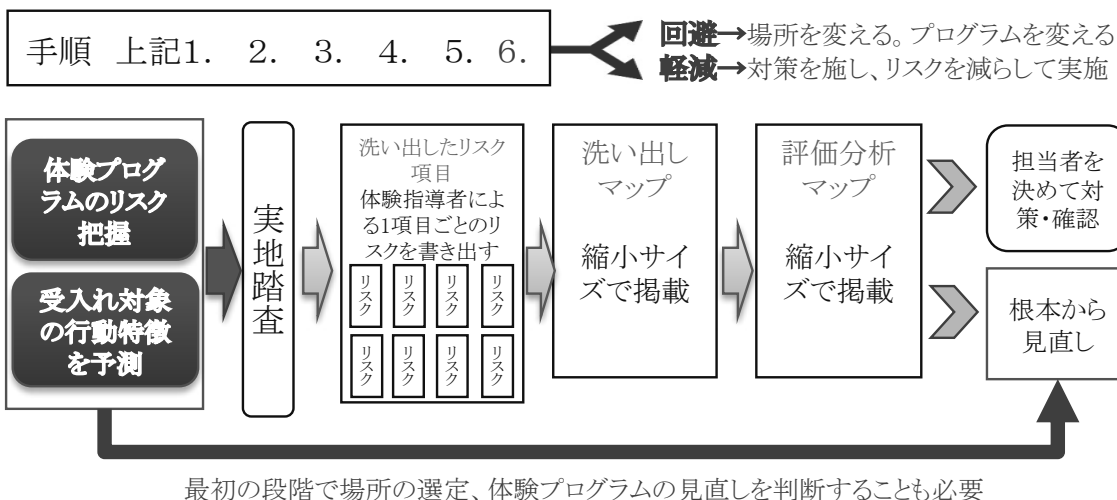 手順 上記1. 2. 3. 4. 5. 6.
回避→場所を変える。プログラムを変える
軽減→対策を施し、リスクを減らして実施
体験プログ
ラムのリスク
把握
受入れ対象
の行動特徴
を予測
実地踏査
洗い出したリスク
項目
体験指導者によ
る1項目ごとのリ
スクを書き出す
リスク
リスク
リスク
リスク
リスク
リスク
リスク
リスク
洗い出し
マップ
縮小サイ
ズで掲載
評価分析
マップ
縮小サイ
ズで掲載
担当者を
決めて対
策・確認
根本から
見直し
最初の段階で場所の選定、体験プログラムの見直しを判断することも必要